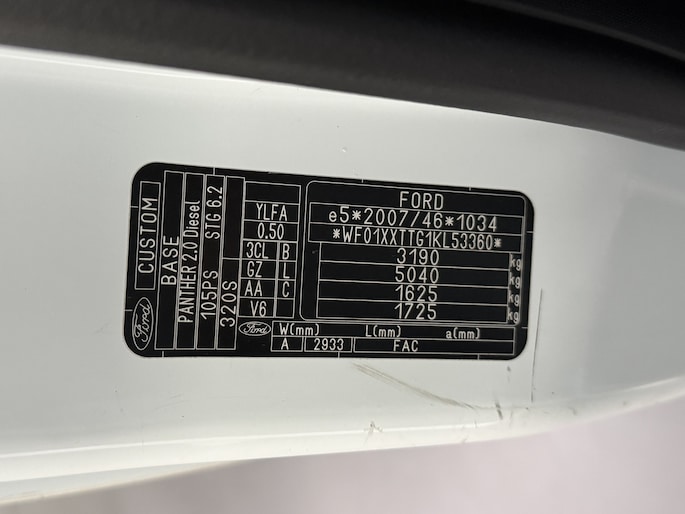 Ford
CUSTOM
BASE
PANTHER 2.0 Diesel
105PS STG 6.2
320S
YLFA
0.50
3CL B
GZ L
AA C
V6
FORD
e5*2007/46*1034
*WF01XXTTG1KL53360*
3190 kg
5040 kg
1625 kg
1725 kg
Ford W(mm) L(mm) a(mm)
A 2933 FAC